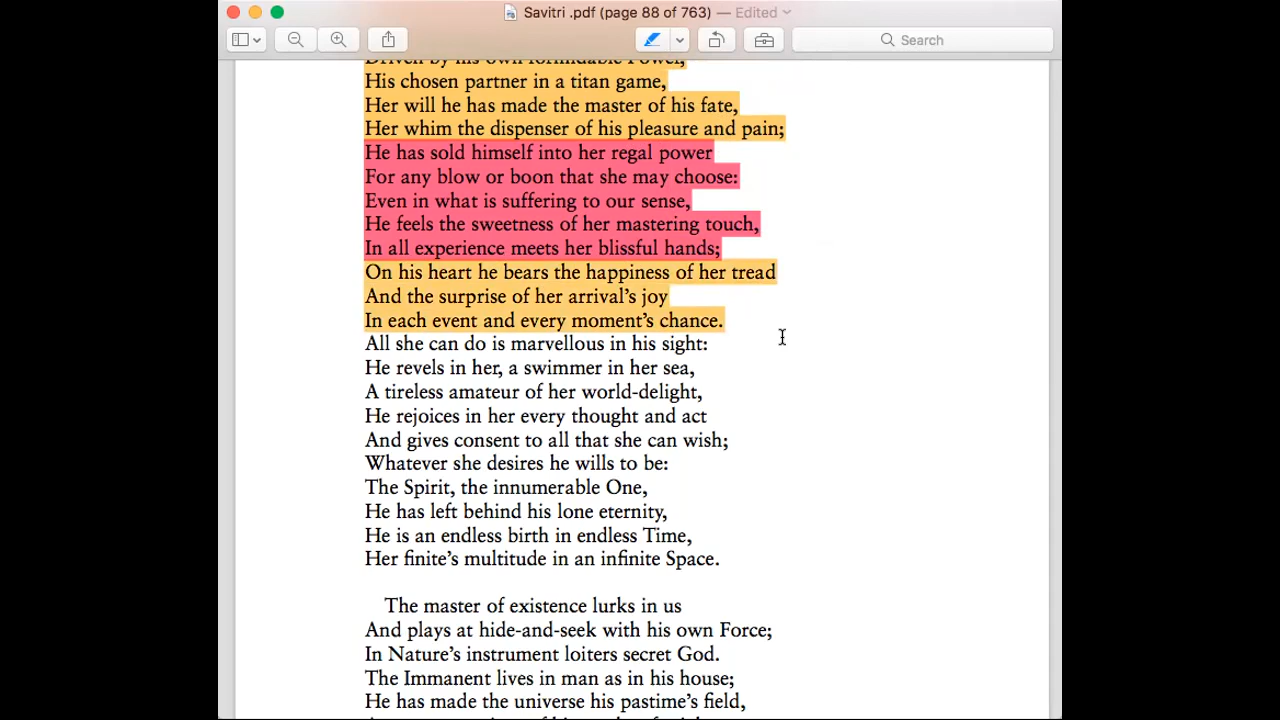 Savitri .pdf (page 88 of 763) — Edited
Search
Driven by his own formidable Power,
His chosen partner in a titan game,
Her will he has made the master of his fate,
Her whim the dispenser of his pleasure and pain;
He has sold himself into her regal power
For any blow or boon that she may choose:
Even in what is suffering to our sense,
He feels the sweetness of her mastering touch,
In all experience meets her blissful hands;
On his heart he bears the happiness of her tread
And the surprise of her arrival’s joy
In each event and every moment’s chance.
All she can do is marvellous in his sight:
He revels in her, a swimmer in her sea,
A tireless amateur of her world-delight,
He rejoices in her every thought and act
And gives consent to all that she can wish;
Whatever she desires he wills to be:
The Spirit, the innumerable One,
He has left behind his lone eternity,
He is an endless birth in endless Time,
Her finite’s multitude in an infinite Space.
The master of existence lurks in us
And plays at hide-and-seek with his own Force;
In Nature’s instrument loiters secret God.
The Immanent lives in man as in his house;
He has made the universe his pastime’s field,